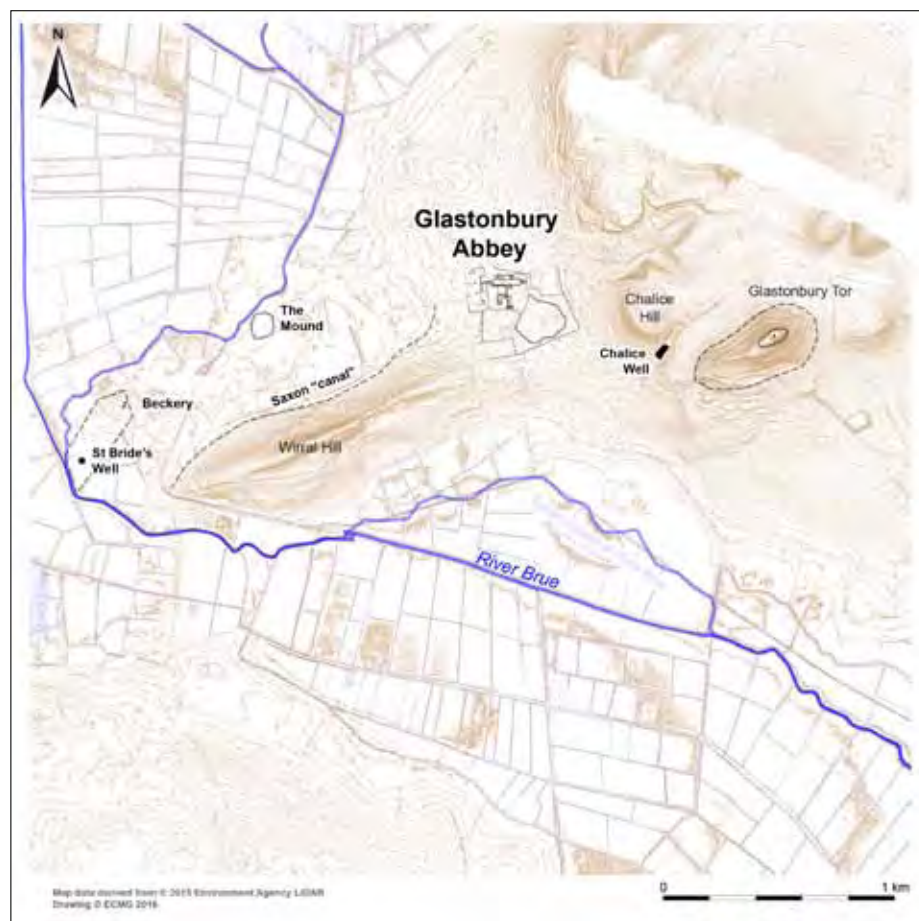 N
Glastonbury
Abbey
The
Mound
Chalice
Hill
Glastonbury Tor
Chalice
Well
Saxon "canal"
Beckery
Wirral Hill
St Bride's
Well
River Brue
Map data derived from © 2015 Environment Agency LiDAR
Drawing © ECMG 2016
0
1 km